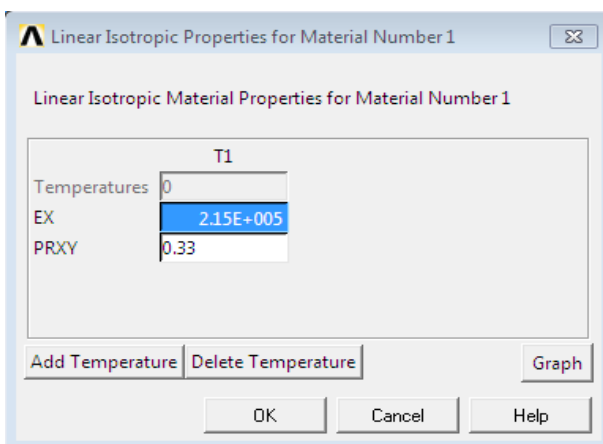 Linear Isotropic Properties for Material Number 1
Linear Isotropic Material Properties for Material Number 1
T1
Temperatures 0
EX 2.15E+005
PRXY 0.33
Add Temperature Delete Temperature Graph
OK Cancel Help